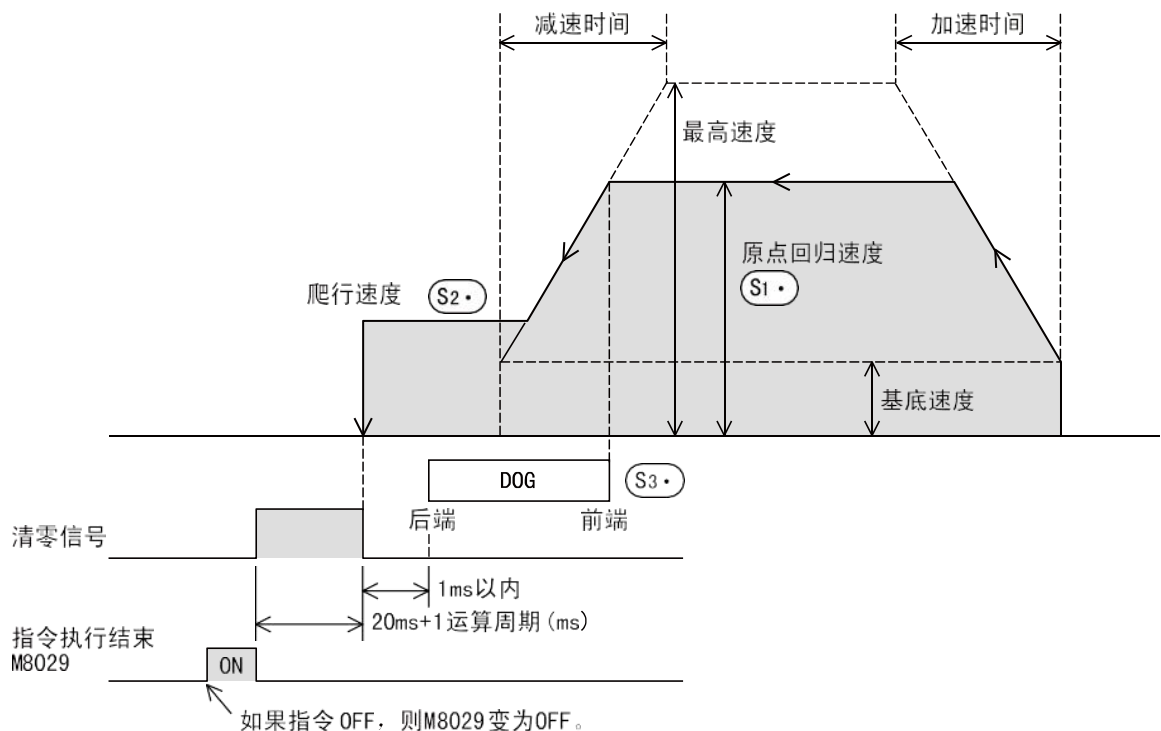 减速时间
加速时间
最高速度
原点回归速度
S1•
爬行速度 S2•
基底速度
DOG S3•
后端 前端
清零信号
1ms以内
20ms+1运算周期(ms)
指令执行结束
M8029
ON
如果指令OFF，则M8029变为OFF。